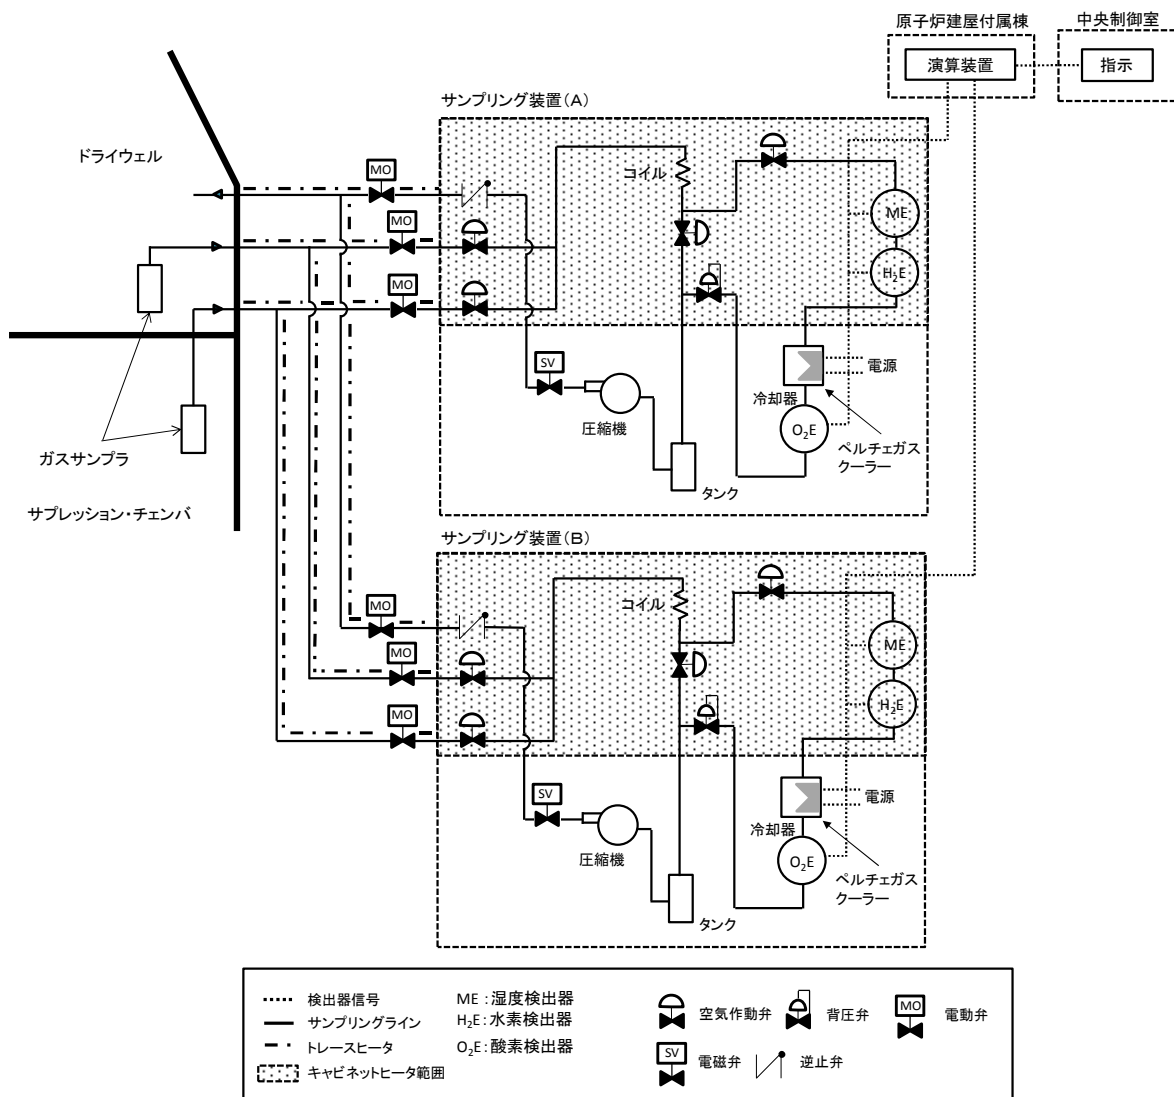 原子炉建屋付属棟
中央制御室
演算装置
指示
サンプリング装置(A)
ドライウェル
MO
コイル
ME
MO
H₂E
MO
SV
電源
冷却器
圧縮機
O₂E
ペルチェガス
クーラー
ガスサンプラ
タンク
サプレッション・チェンバ
サンプリング装置(B)
MO
コイル
ME
MO
H₂E
MO
SV
電源
冷却器
圧縮機
O₂E
ペルチェガス
クーラー
タンク
検出器信号
サンプリングライン
トレースヒータ
キャビネットヒータ範囲
ME:湿度検出器
H₂E:水素検出器
O₂E:酸素検出器
空気作動弁
背圧弁
MO
電動弁
SV
電磁弁
逆止弁